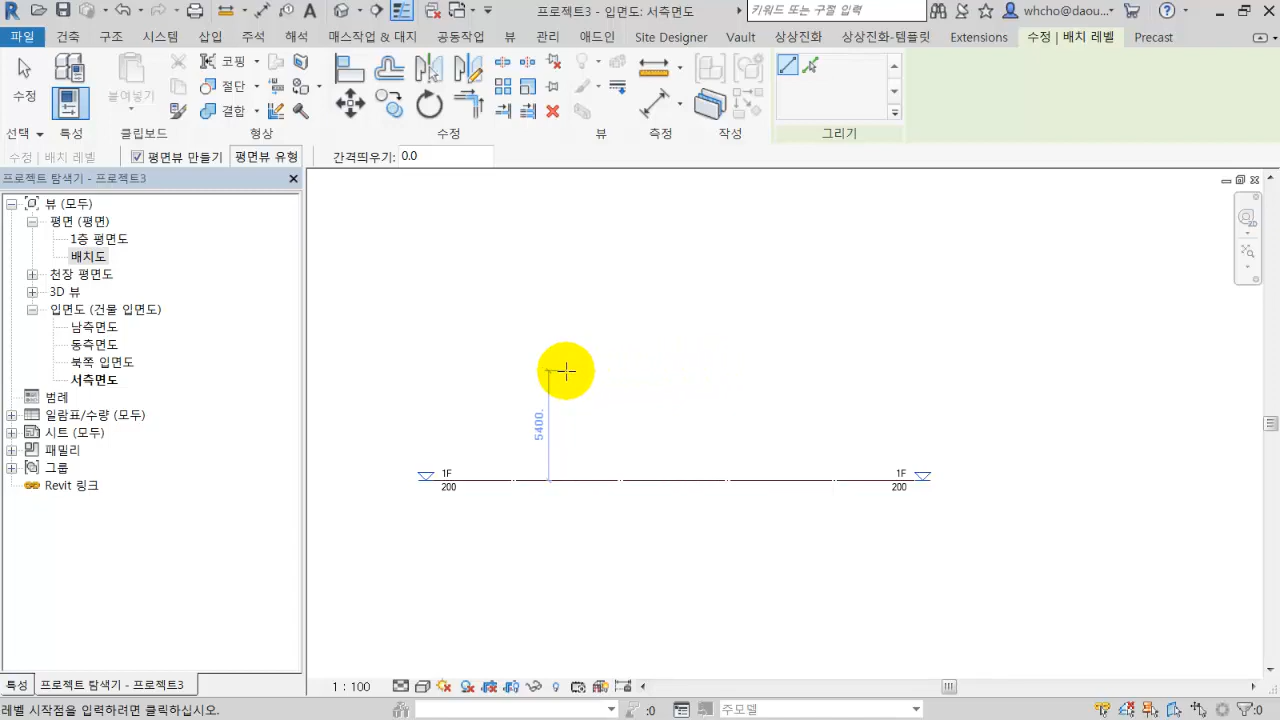 프로젝트3 - 입면도: 서측면도
키워드 또는 구절 입력
whcho@daou...
파일 건축 구조 시스템 삽입 주석 해석 매스작업 & 대지 공동작업 뷰 관리 애드인 Site Designer Vault 상상진화 상상진화-템플릿 Extensions 수정 | 배치 레벨 Precast
코핑
절단
결합
수정
붙여넣기
선택 특성 클립보드 형상 수정 뷰 측정 작성 그리기
수정 | 배치 레벨 평면뷰 만들기 평면뷰 유형 간격띄우기: 0.0
프로젝트 탐색기 - 프로젝트3
뷰 (모두)
평면 (평면)
1층 평면도
배치도
천장 평면도
3D 뷰
입면도 (건물 입면도)
남측면도
동측면도
북쪽 입면도
서측면도
범례
일람표/수량 (모두)
시트 (모두)
패밀리
그룹
Revit 링크
5400.
1F
200
1F
200
특성 프로젝트 탐색기 - 프로젝트3
1 : 100
레벨 시작점을 입력하려면 클릭하십시오.
:0
주모델
:0